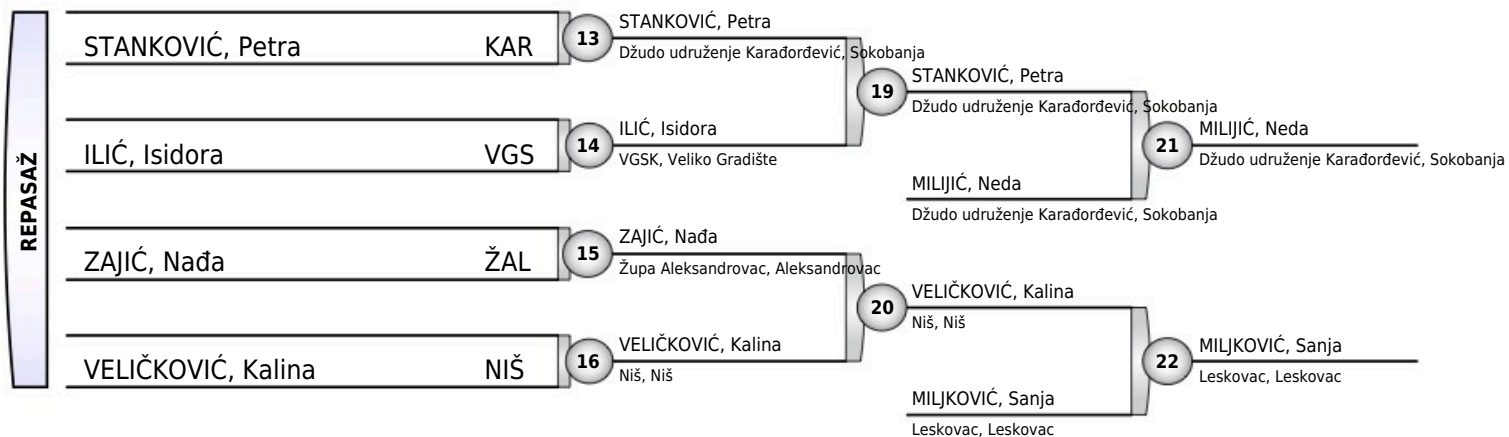 REPASAŽ
STANKOVIĆ, Petra KAR
13
STANKOVIĆ, Petra
Džudo udruženje Karađorđević, Sokobanja
ILIĆ, Isidora VGS
14
ILIĆ, Isidora
VGSK, Veliko Gradište
ZAJIĆ, Nađa ŽAL
15
ZAJIĆ, Nađa
Župa Aleksandrovac, Aleksandrovac
VELIČKOVIĆ, Kalina NIŠ
16
VELIČKOVIĆ, Kalina
Niš, Niš
19
STANKOVIĆ, Petra
Džudo udruženje Karađorđević, Sokobanja
MILIJIĆ, Neda
Džudo udruženje Karađorđević, Sokobanja
20
VELIČKOVIĆ, Kalina
Niš, Niš
MILJKOVIĆ, Sanja
Leskovac, Leskovac
21
MILIJIĆ, Neda
Džudo udruženje Karađorđević, Sokobanja
22
MILJKOVIĆ, Sanja
Leskovac, Leskovac